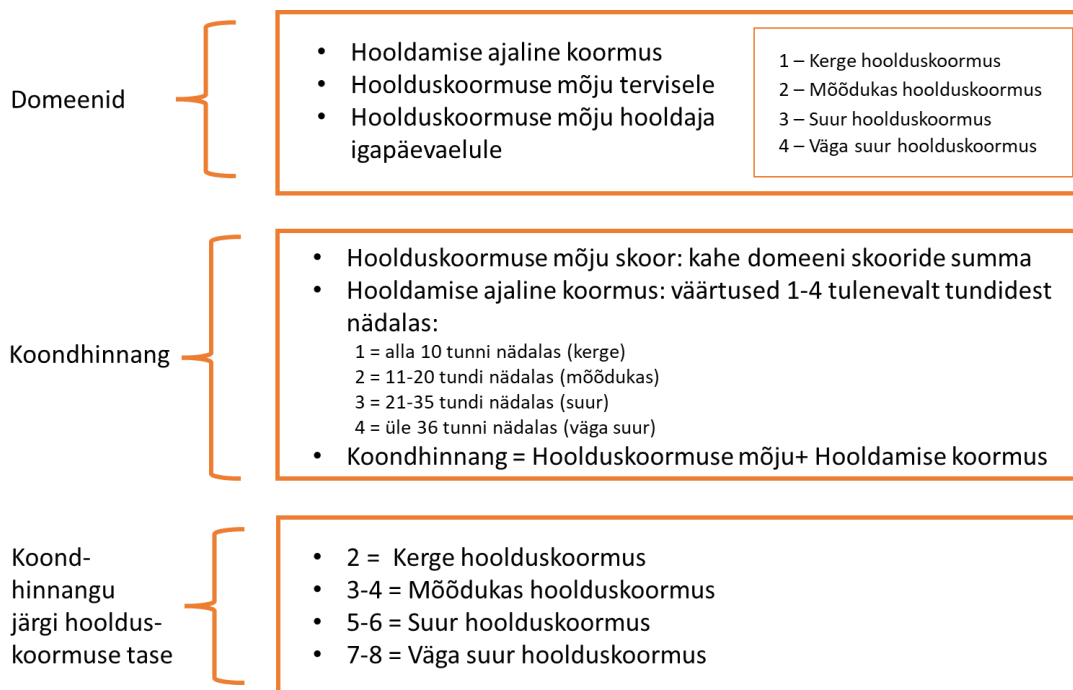 Domeenid
• Hooldamise ajaline koormus
• Hoolduskoormuse mõju tervisele
• Hoolduskoormuse mõju hooldaja
igapäevaelule
1 – Kerge hoolduskoormus
2 – Mõõdukas hoolduskoormus
3 – Suur hoolduskoormus
4 – Väga suur hoolduskoormus
Koondhinnang
• Hoolduskoormuse mõju skoor: kahe domeeni skooride summa
• Hooldamise ajaline koormus: väärtused 1-4 tulenevalt tundidest
nädalas:
1 = alla 10 tunni nädalas (kerge)
2 = 11-20 tundi nädalas (mõõdukas)
3 = 21-35 tundi nädalas (suur)
4 = üle 36 tunni nädalas (väga suur)
• Koondhinnang = Hoolduskoormuse mõju+ Hooldamise koormus
Koond-
hinnangu
järgi hooldus-
koormuse tase
• 2 = Kerge hoolduskoormus
• 3-4 = Mõõdukas hoolduskoormus
• 5-6 = Suur hoolduskoormus
• 7-8 = Väga suur hoolduskoormus